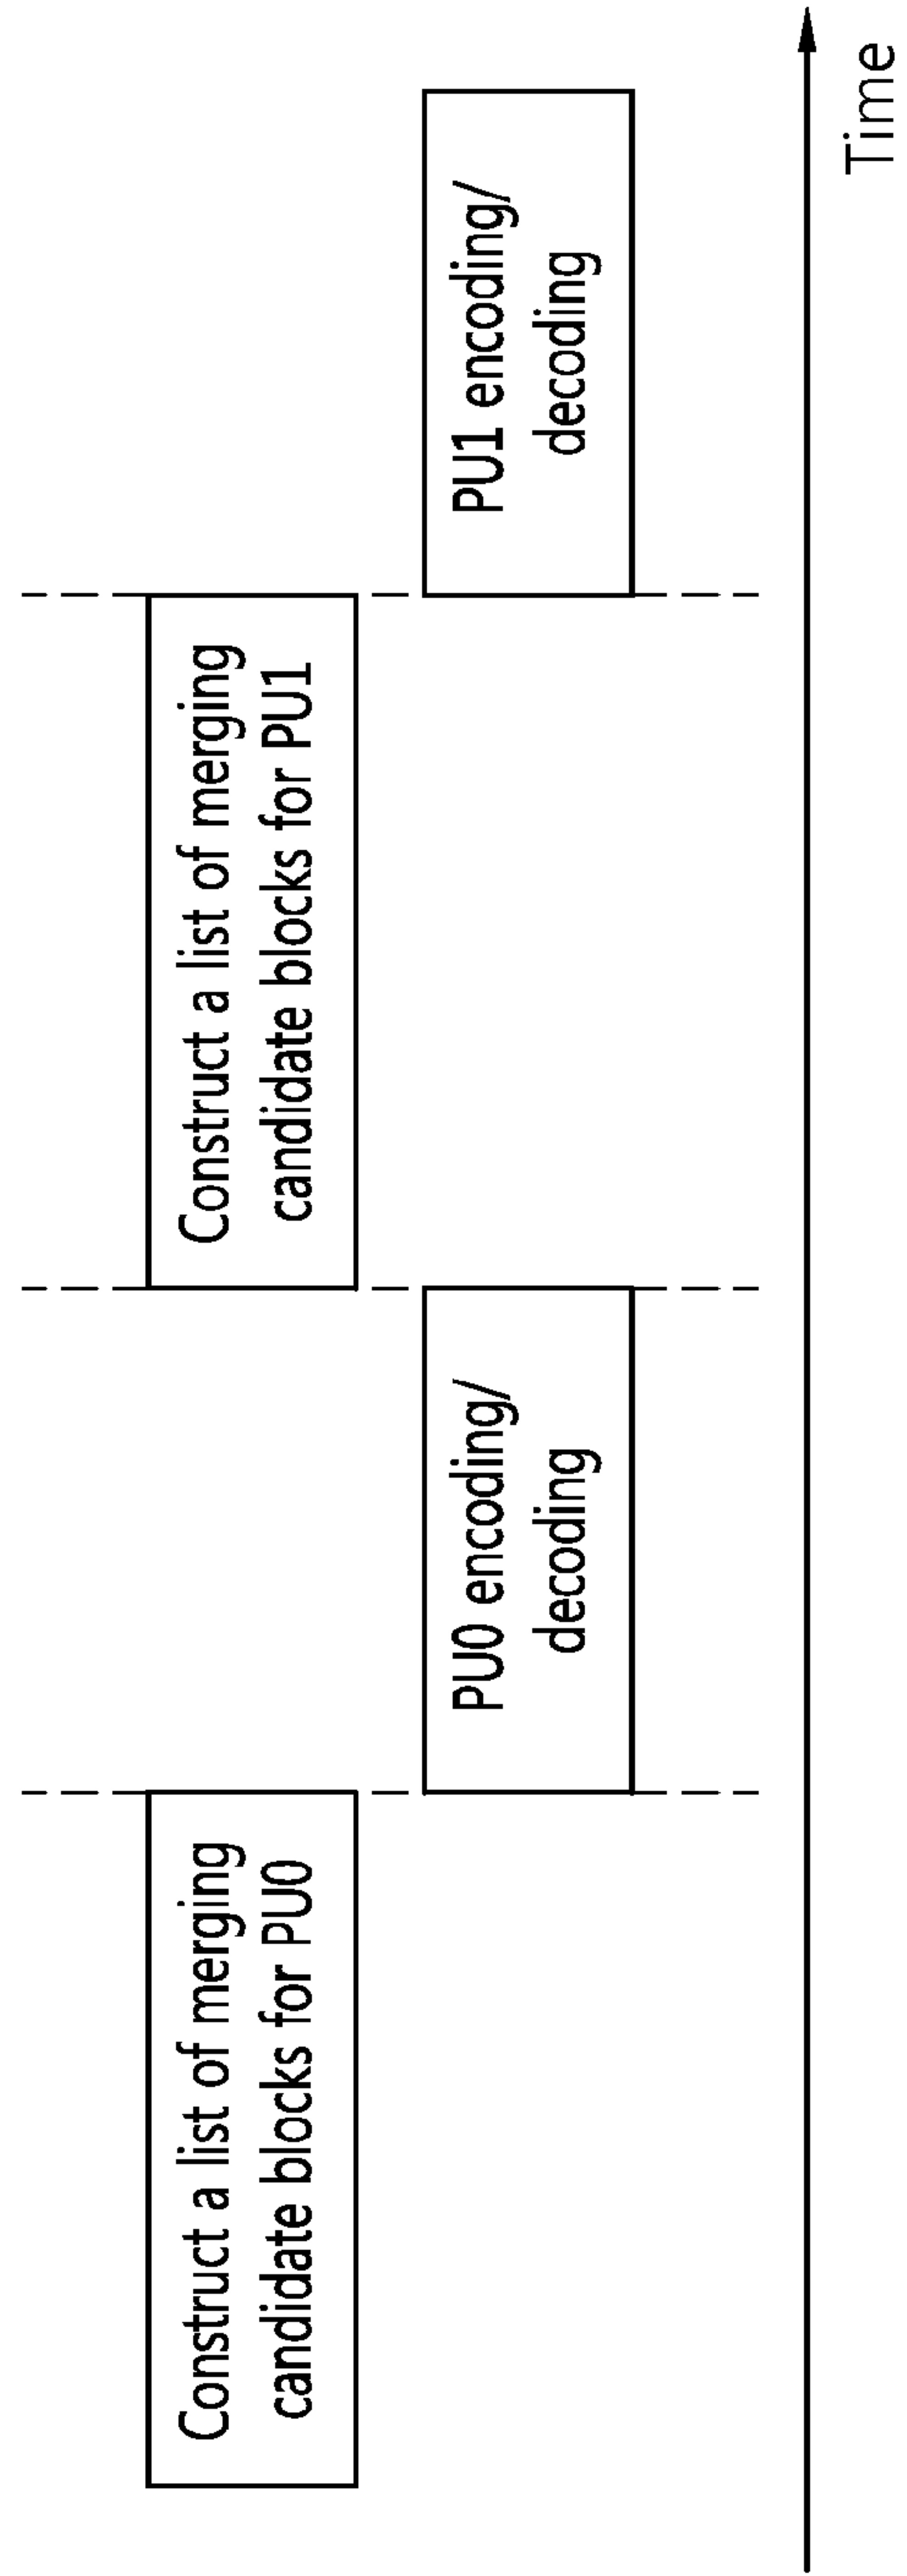 Construct a list of merging
candidate blocks for PU0
PU0 encoding/
decoding
Construct a list of merging
candidate blocks for PU1
PU1 encoding/
decoding
Time